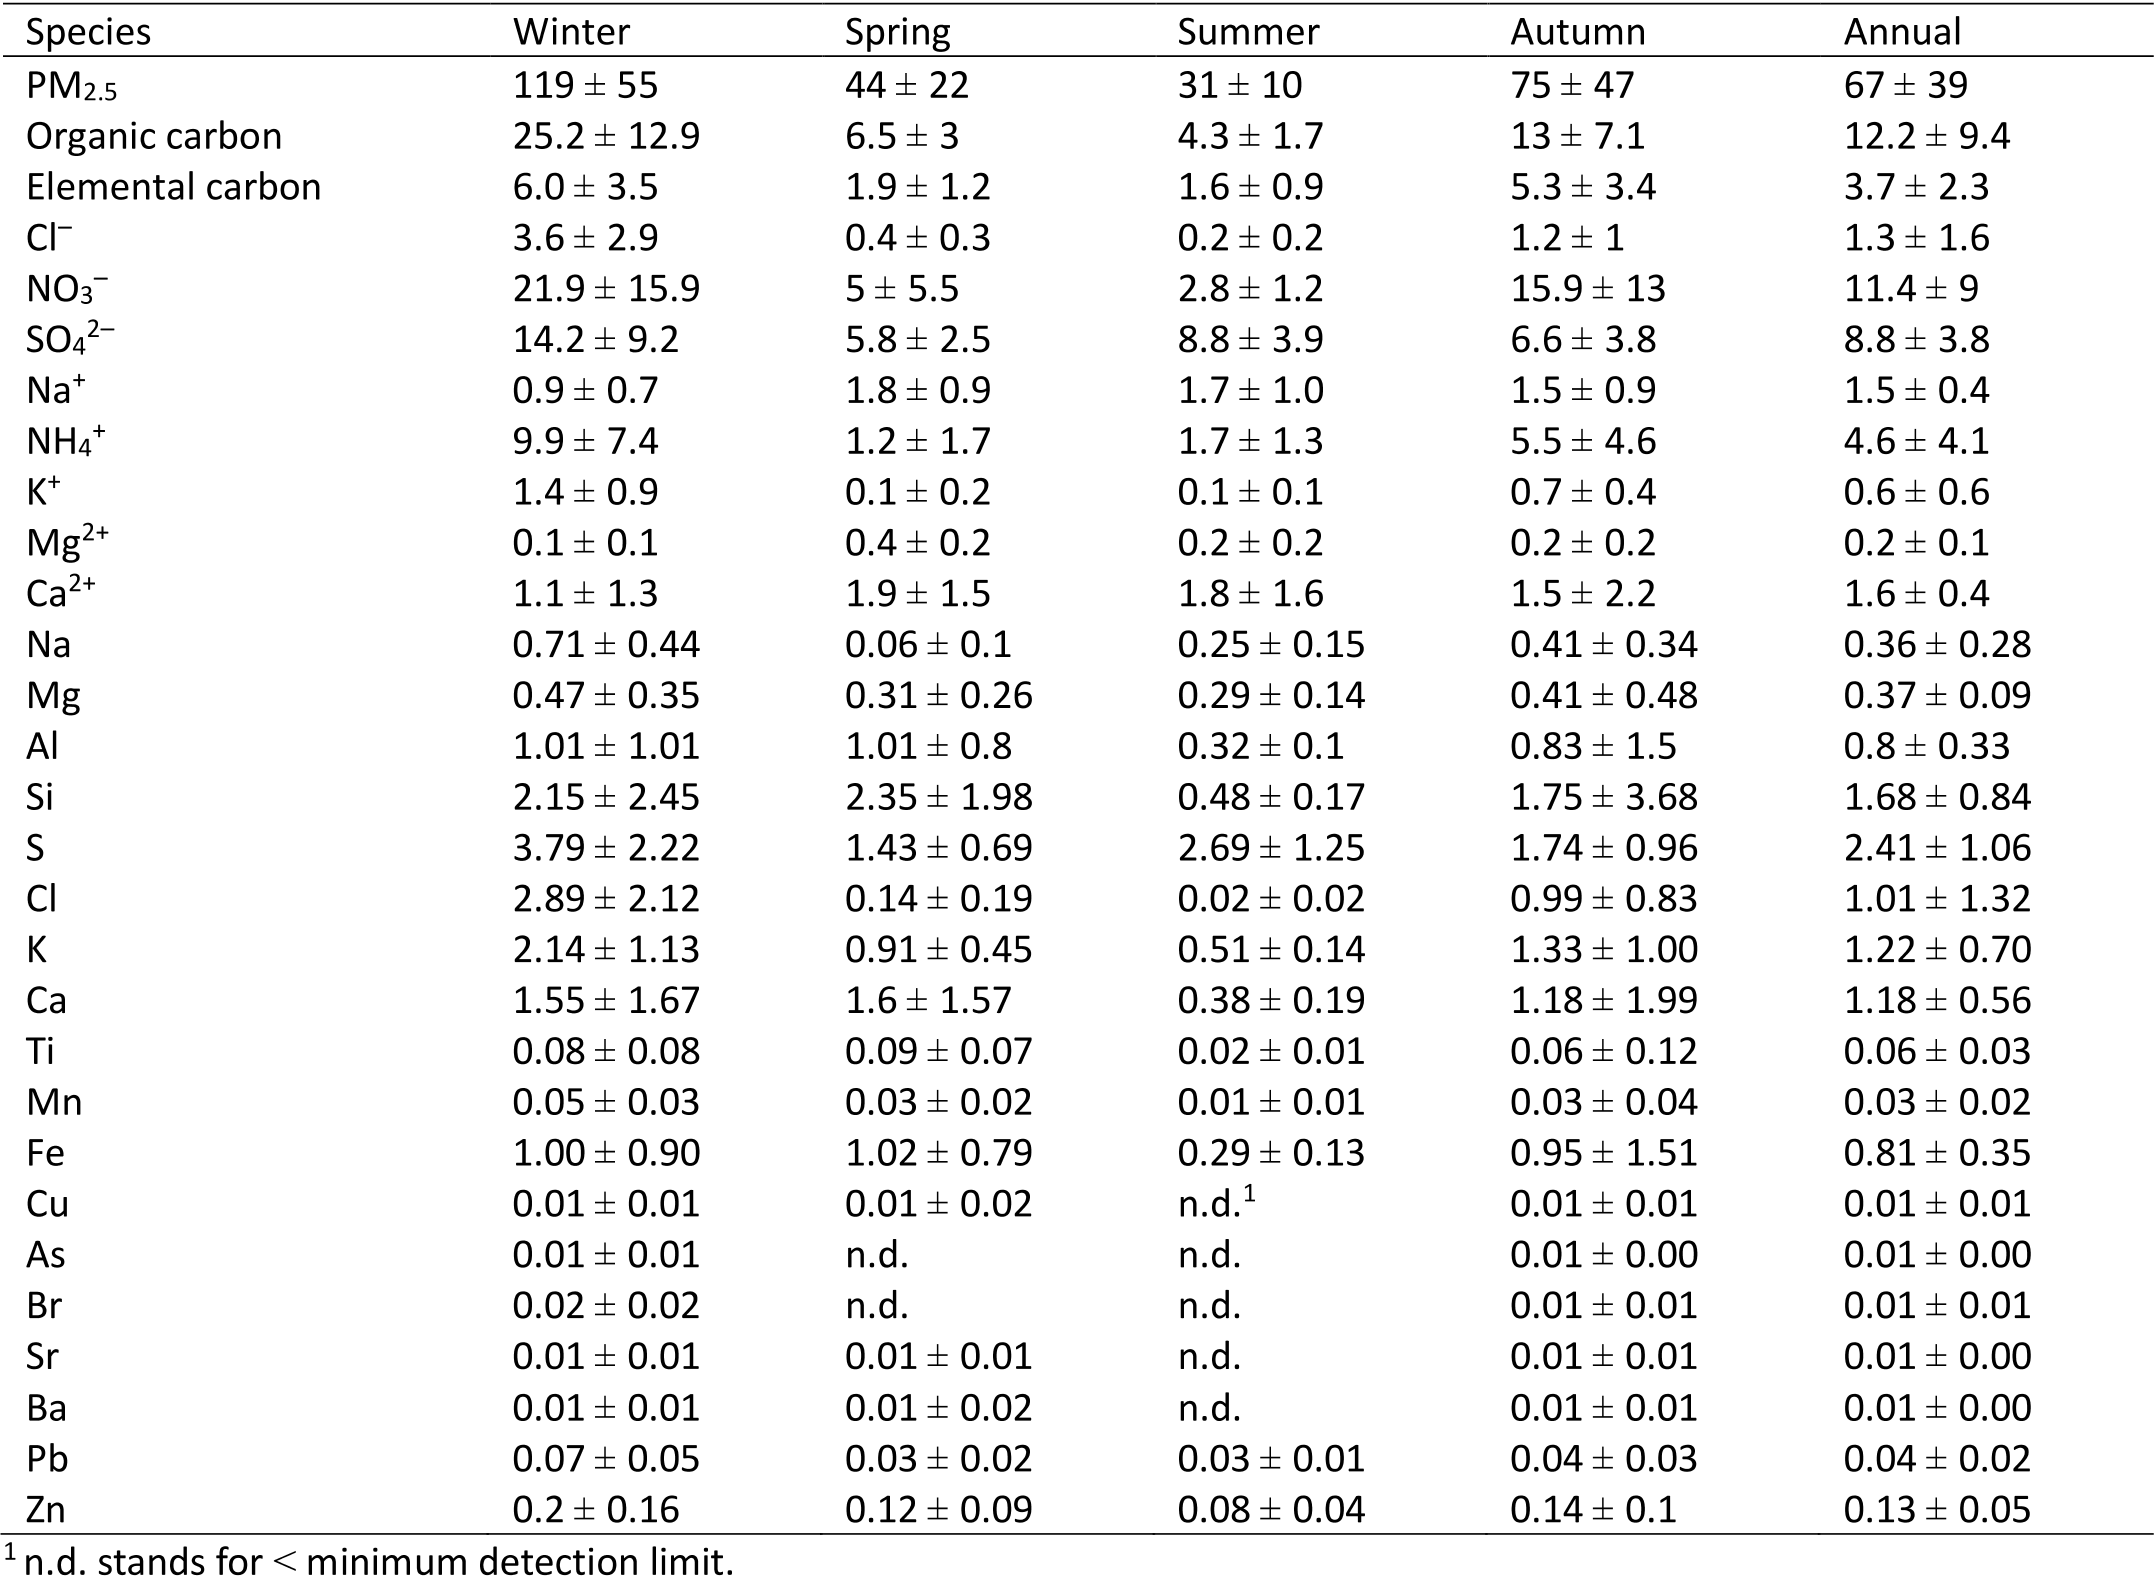 Species Winter Spring Summer Autumn Annual
PM₂.₅ 119 ± 55 44 ± 22 31 ± 10 75 ± 47 67 ± 39
Organic carbon 25.2 ± 12.9 6.5 ± 3 4.3 ± 1.7 13 ± 7.1 12.2 ± 9.4
Elemental carbon 6.0 ± 3.5 1.9 ± 1.2 1.6 ± 0.9 5.3 ± 3.4 3.7 ± 2.3
Cl⁻ 3.6 ± 2.9 0.4 ± 0.3 0.2 ± 0.2 1.2 ± 1 1.3 ± 1.6
NO₃⁻ 21.9 ± 15.9 5 ± 5.5 2.8 ± 1.2 15.9 ± 13 11.4 ± 9
SO₄²⁻ 14.2 ± 9.2 5.8 ± 2.5 8.8 ± 3.9 6.6 ± 3.8 8.8 ± 3.8
Na⁺ 0.9 ± 0.7 1.8 ± 0.9 1.7 ± 1.0 1.5 ± 0.9 1.5 ± 0.4
NH₄⁺ 9.9 ± 7.4 1.2 ± 1.7 1.7 ± 1.3 5.5 ± 4.6 4.6 ± 4.1
K⁺ 1.4 ± 0.9 0.1 ± 0.2 0.1 ± 0.1 0.7 ± 0.4 0.6 ± 0.6
Mg²⁺ 0.1 ± 0.1 0.4 ± 0.2 0.2 ± 0.2 0.2 ± 0.2 0.2 ± 0.1
Ca²⁺ 1.1 ± 1.3 1.9 ± 1.5 1.8 ± 1.6 1.5 ± 2.2 1.6 ± 0.4
Na 0.71 ± 0.44 0.06 ± 0.1 0.25 ± 0.15 0.41 ± 0.34 0.36 ± 0.28
Mg 0.47 ± 0.35 0.31 ± 0.26 0.29 ± 0.14 0.41 ± 0.48 0.37 ± 0.09
Al 1.01 ± 1.01 1.01 ± 0.8 0.32 ± 0.1 0.83 ± 1.5 0.8 ± 0.33
Si 2.15 ± 2.45 2.35 ± 1.98 0.48 ± 0.17 1.75 ± 3.68 1.68 ± 0.84
S 3.79 ± 2.22 1.43 ± 0.69 2.69 ± 1.25 1.74 ± 0.96 2.41 ± 1.06
Cl 2.89 ± 2.12 0.14 ± 0.19 0.02 ± 0.02 0.99 ± 0.83 1.01 ± 1.32
K 2.14 ± 1.13 0.91 ± 0.45 0.51 ± 0.14 1.33 ± 1.00 1.22 ± 0.70
Ca 1.55 ± 1.67 1.6 ± 1.57 0.38 ± 0.19 1.18 ± 1.99 1.18 ± 0.56
Ti 0.08 ± 0.08 0.09 ± 0.07 0.02 ± 0.01 0.06 ± 0.12 0.06 ± 0.03
Mn 0.05 ± 0.03 0.03 ± 0.02 0.01 ± 0.01 0.03 ± 0.04 0.03 ± 0.02
Fe 1.00 ± 0.90 1.02 ± 0.79 0.29 ± 0.13 0.95 ± 1.51 0.81 ± 0.35
Cu 0.01 ± 0.01 0.01 ± 0.02 n.d.¹ 0.01 ± 0.01 0.01 ± 0.01
As 0.01 ± 0.01 n.d. n.d. 0.01 ± 0.00 0.01 ± 0.00
Br 0.02 ± 0.02 n.d. n.d. 0.01 ± 0.01 0.01 ± 0.01
Sr 0.01 ± 0.01 0.01 ± 0.01 n.d. 0.01 ± 0.01 0.01 ± 0.00
Ba 0.01 ± 0.01 0.01 ± 0.02 n.d. 0.01 ± 0.01 0.01 ± 0.00
Pb 0.07 ± 0.05 0.03 ± 0.02 0.03 ± 0.01 0.04 ± 0.03 0.04 ± 0.02
Zn 0.2 ± 0.16 0.12 ± 0.09 0.08 ± 0.04 0.14 ± 0.1 0.13 ± 0.05
¹ n.d. stands for < minimum detection limit.